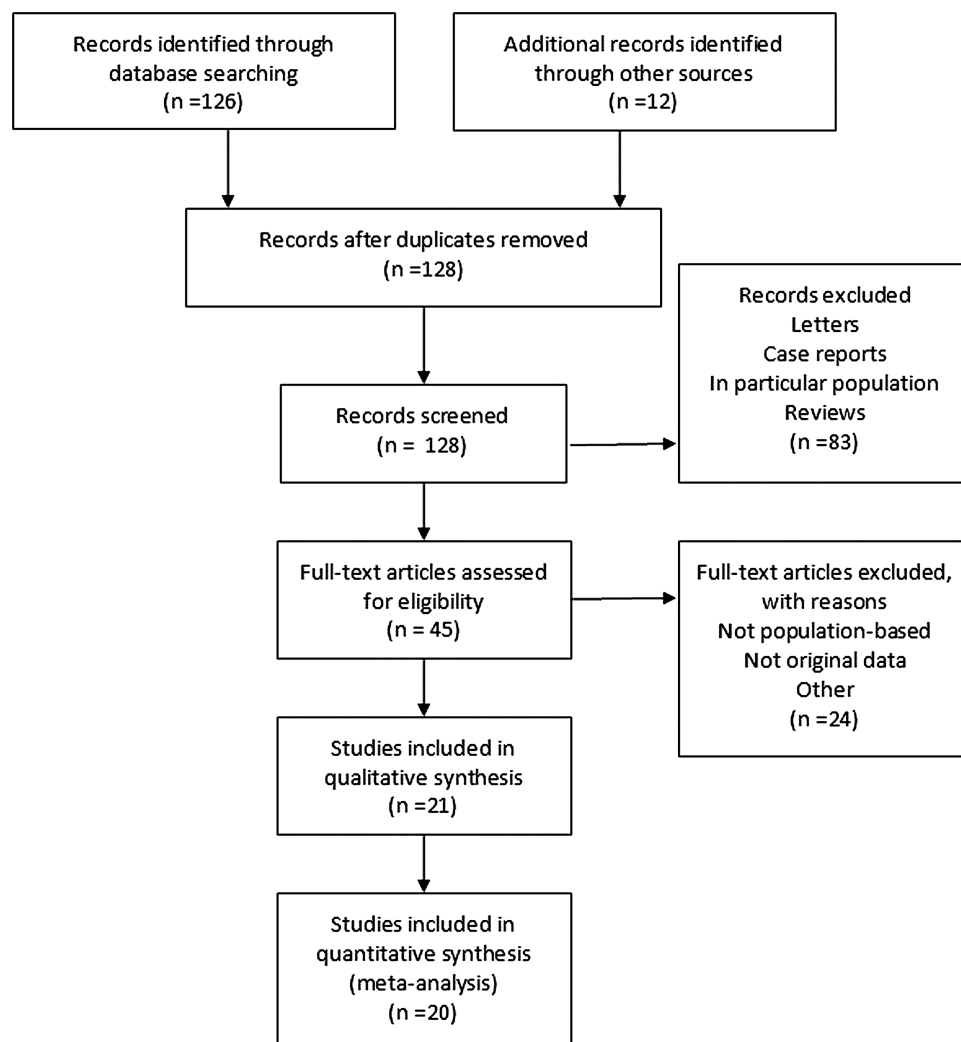 Records identified through
database searching
(n =126)
Additional records identified
through other sources
(n =12)
Records after duplicates removed
(n =128)
Records excluded
Letters
Case reports
In particular population
Reviews
(n =83)
Records screened
(n = 128)
Full-text articles assessed
for eligibility
(n = 45)
Full-text articles excluded,
with reasons
Not population-based
Not original data
Other
(n =24)
Studies included in
qualitative synthesis
(n =21)
Studies included in
quantitative synthesis
(meta-analysis)
(n =20)